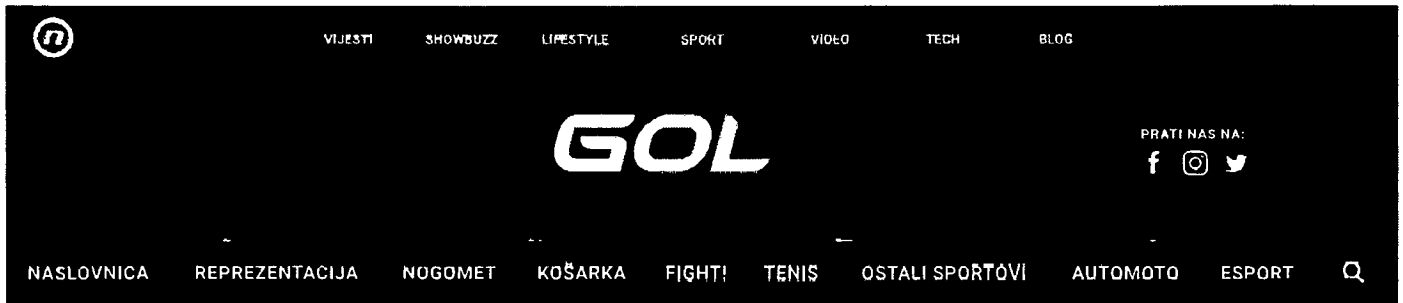 n
VIJESTI SHOWBUZZ LIFESTYLE SPORT VIDEO TECH BLOG
GOL
PRATI NAS NA:
NASLOVNICA REPREZENTACIJA NOGOMET KOŠARKA FIGHT! TENIS OSTALI SPORTOVI AUTOMOTO ESPORT